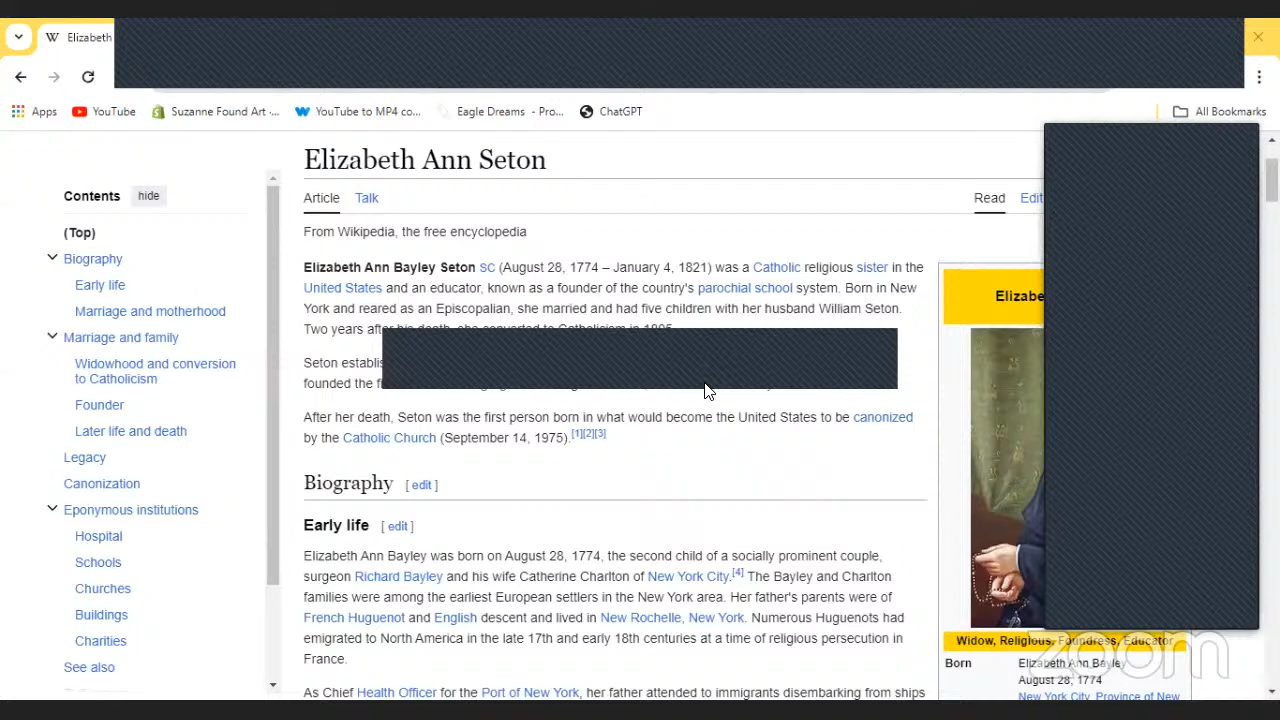 Elizabeth
Apps YouTube Suzanne Found Art -... YouTube to MP4 co... Eagle Dreams - Pro... ChatGPT All Bookmarks
Elizabeth Ann Seton
Contents hide
Article Talk Read Edit
(Top)
From Wikipedia, the free encyclopedia
Biography
Early life
Marriage and motherhood
Marriage and family
Widowhood and conversion
to Catholicism
Founder
Later life and death
Legacy
Canonization
Eponymous institutions
Hospital
Schools
Churches
Buildings
Charities
See also
Elizabeth Ann Bayley Seton SC (August 28, 1774 – January 4, 1821) was a Catholic religious sister in the
United States and an educator, known as a founder of the country's parochial school system. Born in New
York and reared as an Episcopalian, she married and had five children with her husband William Seton.
Two years after his death, she converted to Catholicism in 1805.
Seton establis
founded the fi
After her death, Seton was the first person born in what would become the United States to be canonized
by the Catholic Church (September 14, 1975).[1][2][3]
Biography [ edit ]
Early life [ edit ]
Elizabeth Ann Bayley was born on August 28, 1774, the second child of a socially prominent couple,
surgeon Richard Bayley and his wife Catherine Charlton of New York City.[4] The Bayley and Charlton
families were among the earliest European settlers in the New York area. Her father's parents were of
French Huguenot and English descent and lived in New Rochelle, New York. Numerous Huguenots had
emigrated to North America in the late 17th and early 18th centuries at a time of religious persecution in
France.
As Chief Health Officer for the Port of New York, her father attended to immigrants disembarking from ships
Elizabe
Widow, Religious, Foundress, Educator
Born Elizabeth Ann Bayley
August 28, 1774
New York City, Province of New
zoom